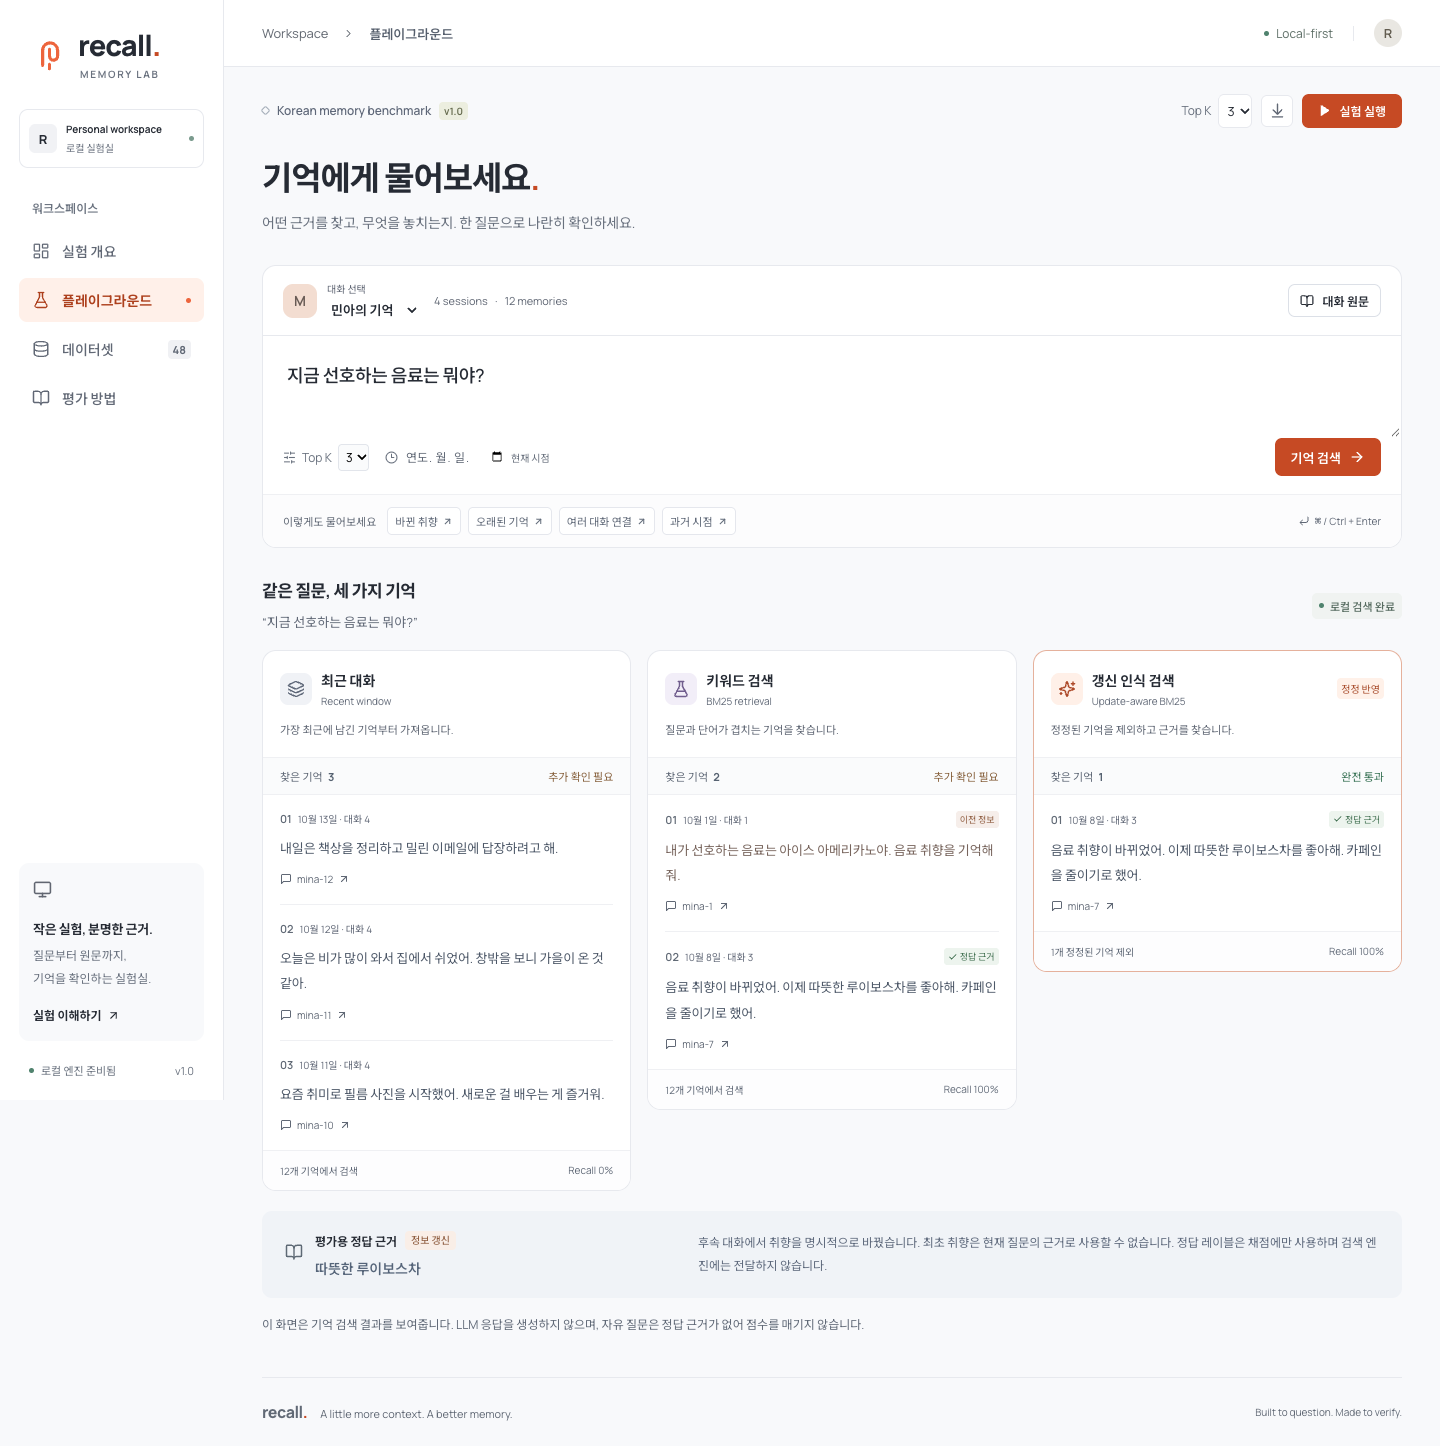 recall.
MEMORY LAB
R
Personal workspace
로컬 실험실
워크스페이스
실험 개요
플레이그라운드
데이터셋
48
평가 방법
작은 실험, 분명한 근거.
질문부터 원문까지,
기억을 확인하는 실험실.
실험 이해하기
로컬 엔진 준비됨
v1.0
Workspace
플레이그라운드
Local-first
R
Korean memory benchmark
v1.0
Top K
3
실험 실행
기억에게 물어보세요.
어떤 근거를 찾고, 무엇을 놓치는지. 한 질문으로 나란히 확인하세요.
M
대화 선택
민아의 기억
4 sessions · 12 memories
대화 원문
지금 선호하는 음료는 뭐야?
Top K
3
연도. 월. 일.
현재 시점
기억 검색
이렇게도 물어보세요
바뀐 취향
오래된 기억
여러 대화 연결
과거 시점
⌘ / Ctrl + Enter
같은 질문, 세 가지 기억
“지금 선호하는 음료는 뭐야?”
로컬 검색 완료
최근 대화
Recent window
가장 최근에 남긴 기억부터 가져옵니다.
찾은 기억 3
추가 확인 필요
01 10월 13일 · 대화 4
내일은 책상을 정리하고 밀린 이메일에 답장하려고 해.
mina-12
02 10월 12일 · 대화 4
오늘은 비가 많이 와서 집에서 쉬었어. 창밖을 보니 가을이 온 것
같아.
mina-11
03 10월 11일 · 대화 4
요즘 취미로 필름 사진을 시작했어. 새로운 걸 배우는 게 즐거워.
mina-10
12개 기억에서 검색
Recall 0%
키워드 검색
BM25 retrieval
질문과 단어가 겹치는 기억을 찾습니다.
찾은 기억 2
추가 확인 필요
01 10월 1일 · 대화 1
이전 정보
내가 선호하는 음료는 아이스 아메리카노야. 음료 취향을 기억해
줘.
mina-1
02 10월 8일 · 대화 3
정답 근거
음료 취향이 바뀌었어. 이제 따뜻한 루이보스차를 좋아해. 카페인
을 줄이기로 했어.
mina-7
12개 기억에서 검색
Recall 100%
갱신 인식 검색
Update-aware BM25
정정 반영
정정된 기억을 제외하고 근거를 찾습니다.
찾은 기억 1
완전 통과
01 10월 8일 · 대화 3
정답 근거
음료 취향이 바뀌었어. 이제 따뜻한 루이보스차를 좋아해. 카페인
을 줄이기로 했어.
mina-7
1개 정정된 기억 제외
Recall 100%
평가용 정답 근거
정보 갱신
따뜻한 루이보스차
후속 대화에서 취향을 명시적으로 바꿨습니다. 최초 취향은 현재 질문의 근거로 사용할 수 없습니다. 정답 레이블은 채점에만 사용하며 검색 엔
진에는 전달하지 않습니다.
이 화면은 기억 검색 결과를 보여줍니다. LLM 응답을 생성하지 않으며, 자유 질문은 정답 근거가 없어 점수를 매기지 않습니다.
recall.
A little more context. A better memory.
Built to question. Made to verify.